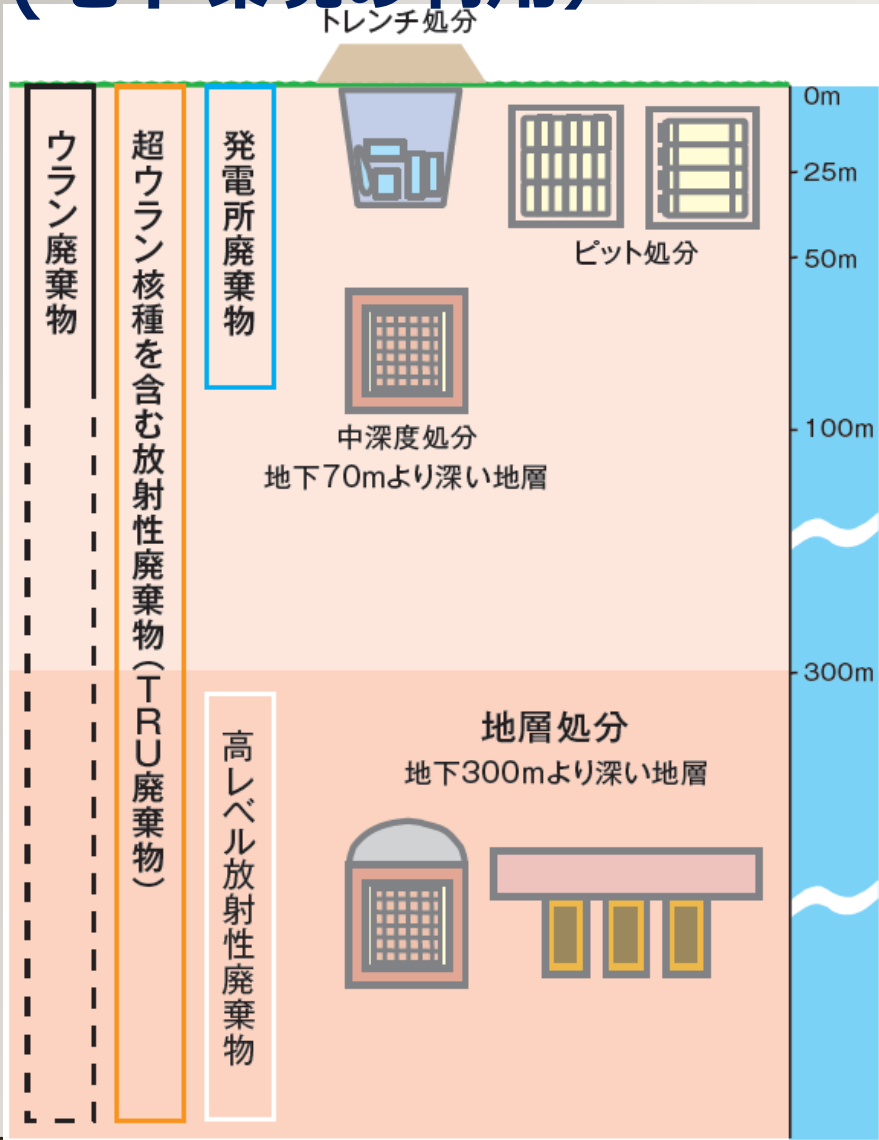 トレンチ処分
ウラン廃棄物
超ウラン核種を含む放射性廃棄物(TRU廃棄物)
発電所廃棄物
ピット処分
中深度処分
地下70mより深い地層
高レベル放射性廃棄物
地層処分
地下300mより深い地層
0m
25m
50m
100m
300m